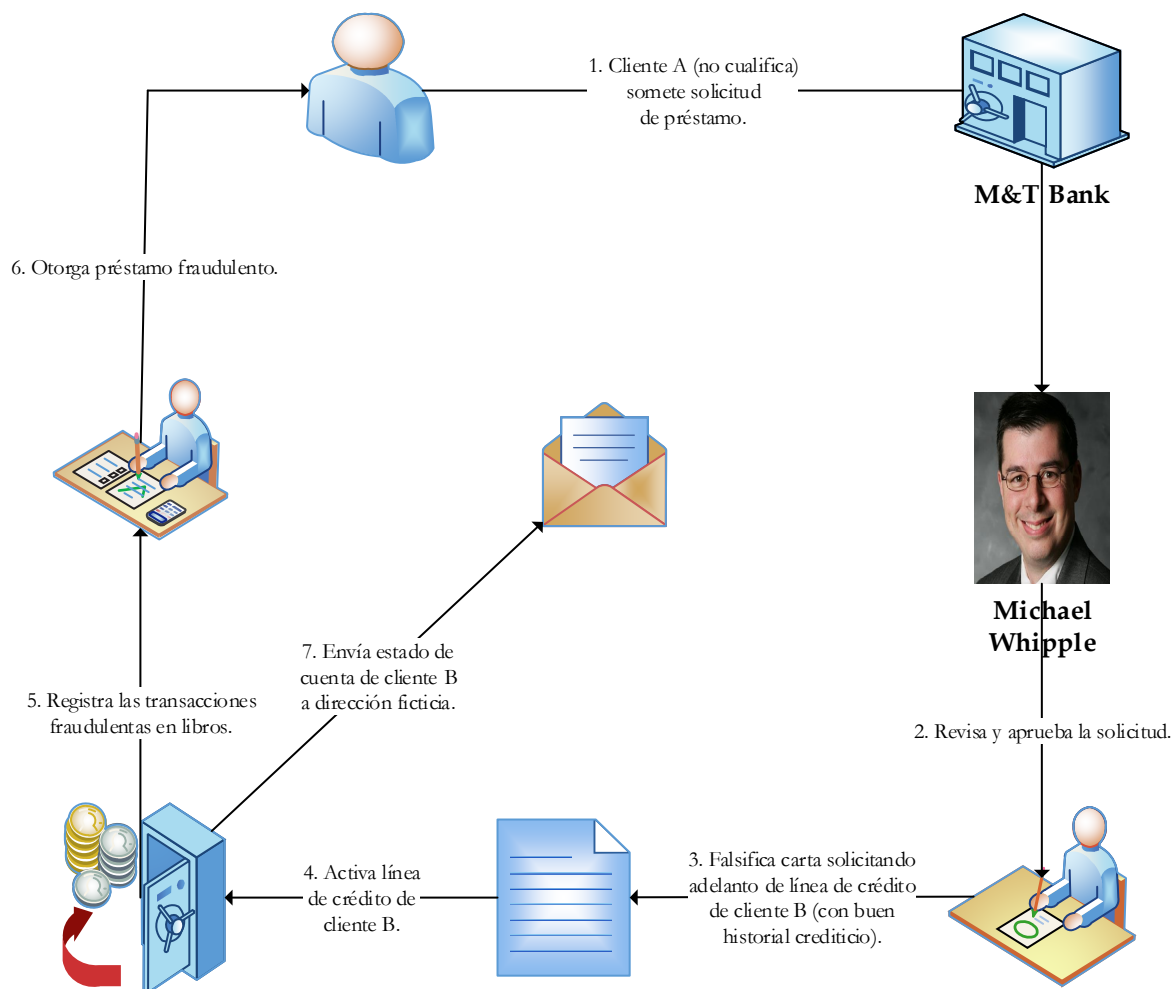 1. Cliente A (no cualifica)
somete solicitud
de préstamo.
M&T Bank
6. Otorga préstamo fraudulento.
Michael
Whipple
7. Envía estado de
cuenta de cliente B
a dirección ficticia.
5. Registra las transacciones
fraudulentas en libros.
2. Revisa y aprueba la solicitud.
3. Falsifica carta solicitando
adelanto de línea de crédito
de cliente B (con buen
historial crediticio).
4. Activa línea
de crédito de
cliente B.